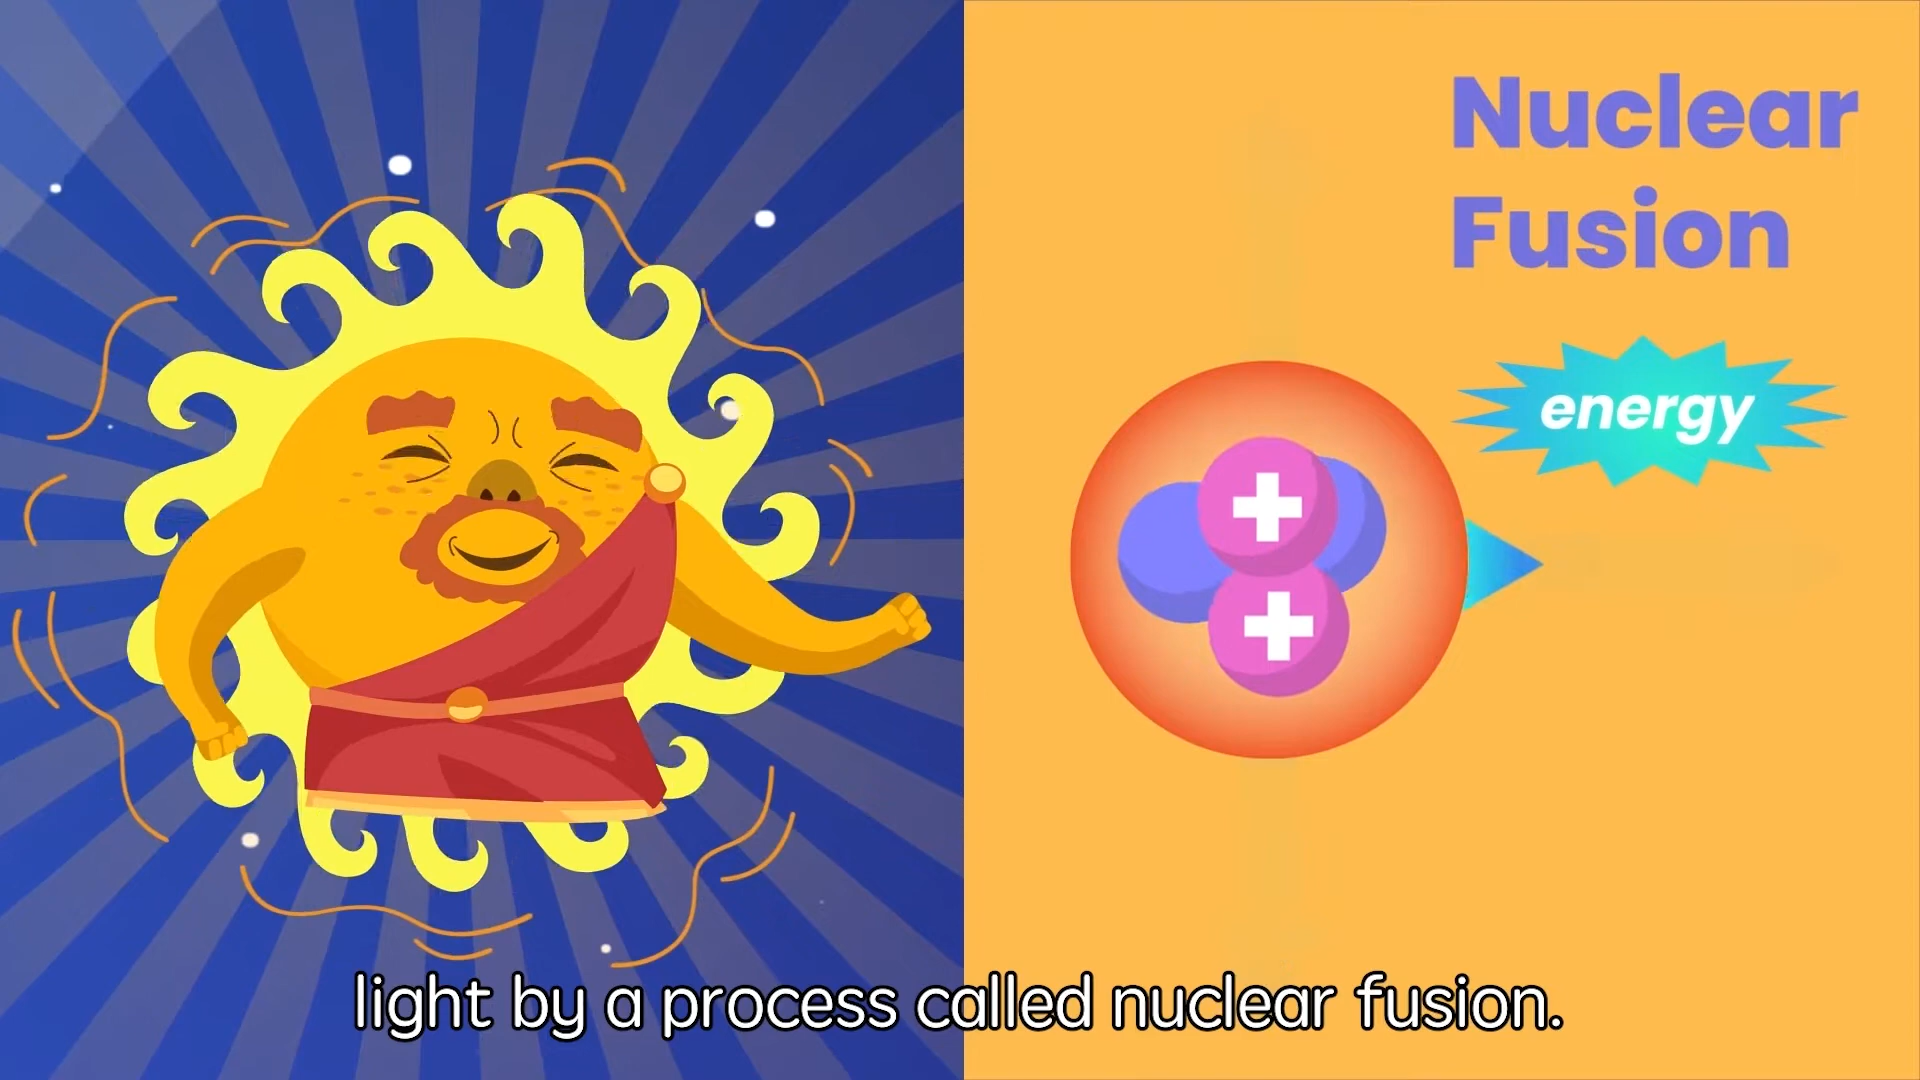 Nuclear
Fusion
energy
light by a process called nuclear fusion.